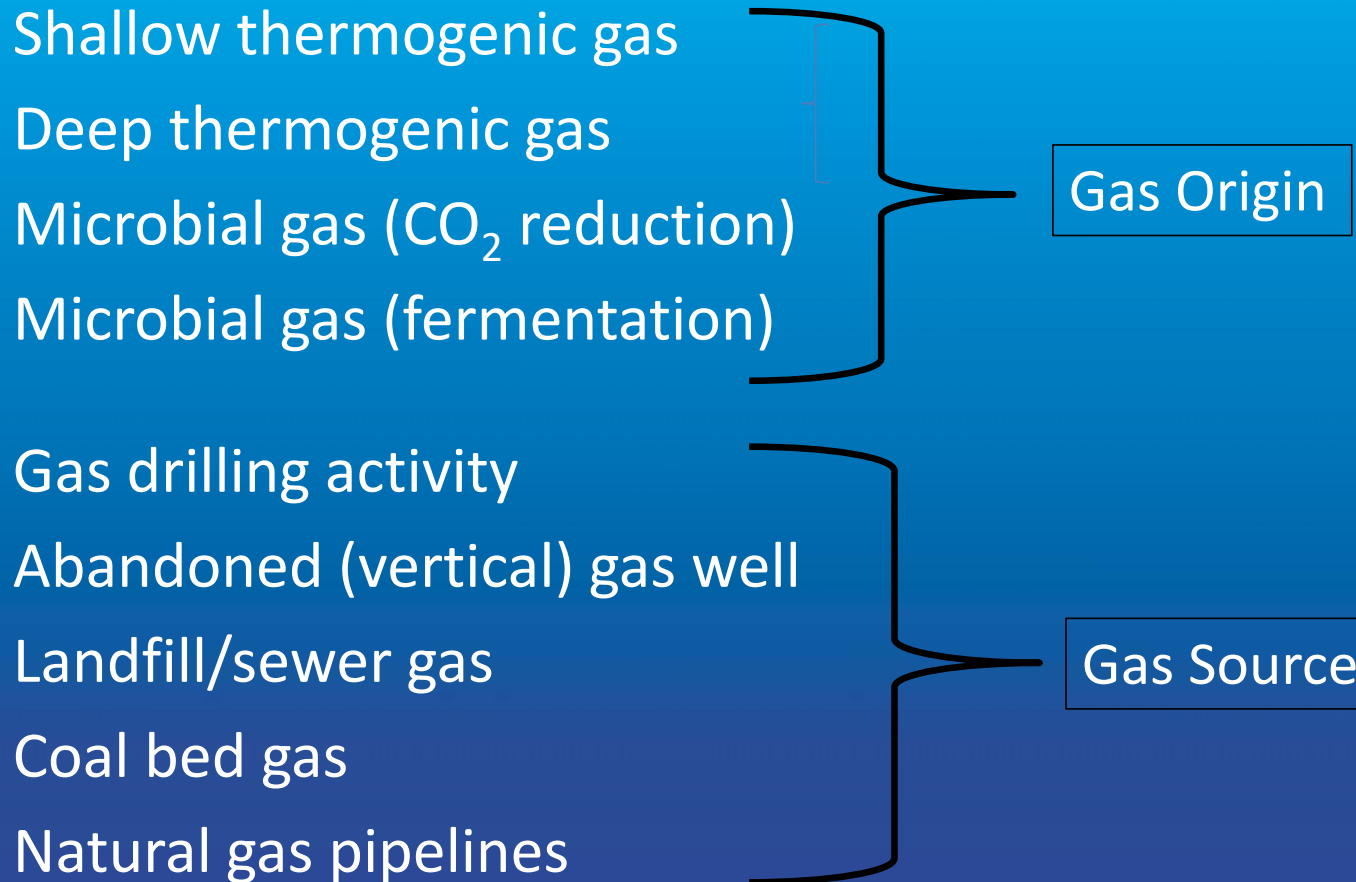 Shallow thermogenic gas
Deep thermogenic gas
Microbial gas (CO₂ reduction)
Microbial gas (fermentation)
Gas Origin
Gas drilling activity
Abandoned (vertical) gas well
Landfill/sewer gas
Coal bed gas
Natural gas pipelines
Gas Source